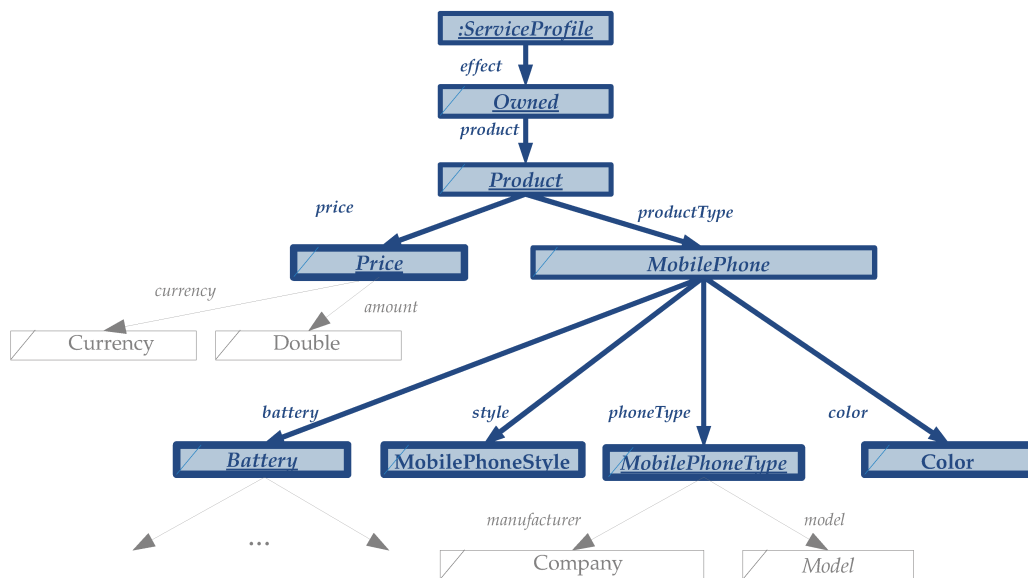 :ServiceProfile
effect
Owned
product
Product
price
productType
Price
MobilePhone
currency
amount
Currency
Double
battery
style
phoneType
color
Battery
MobilePhoneStyle
MobilePhoneType
Color
...
manufacturer
model
Company
Model